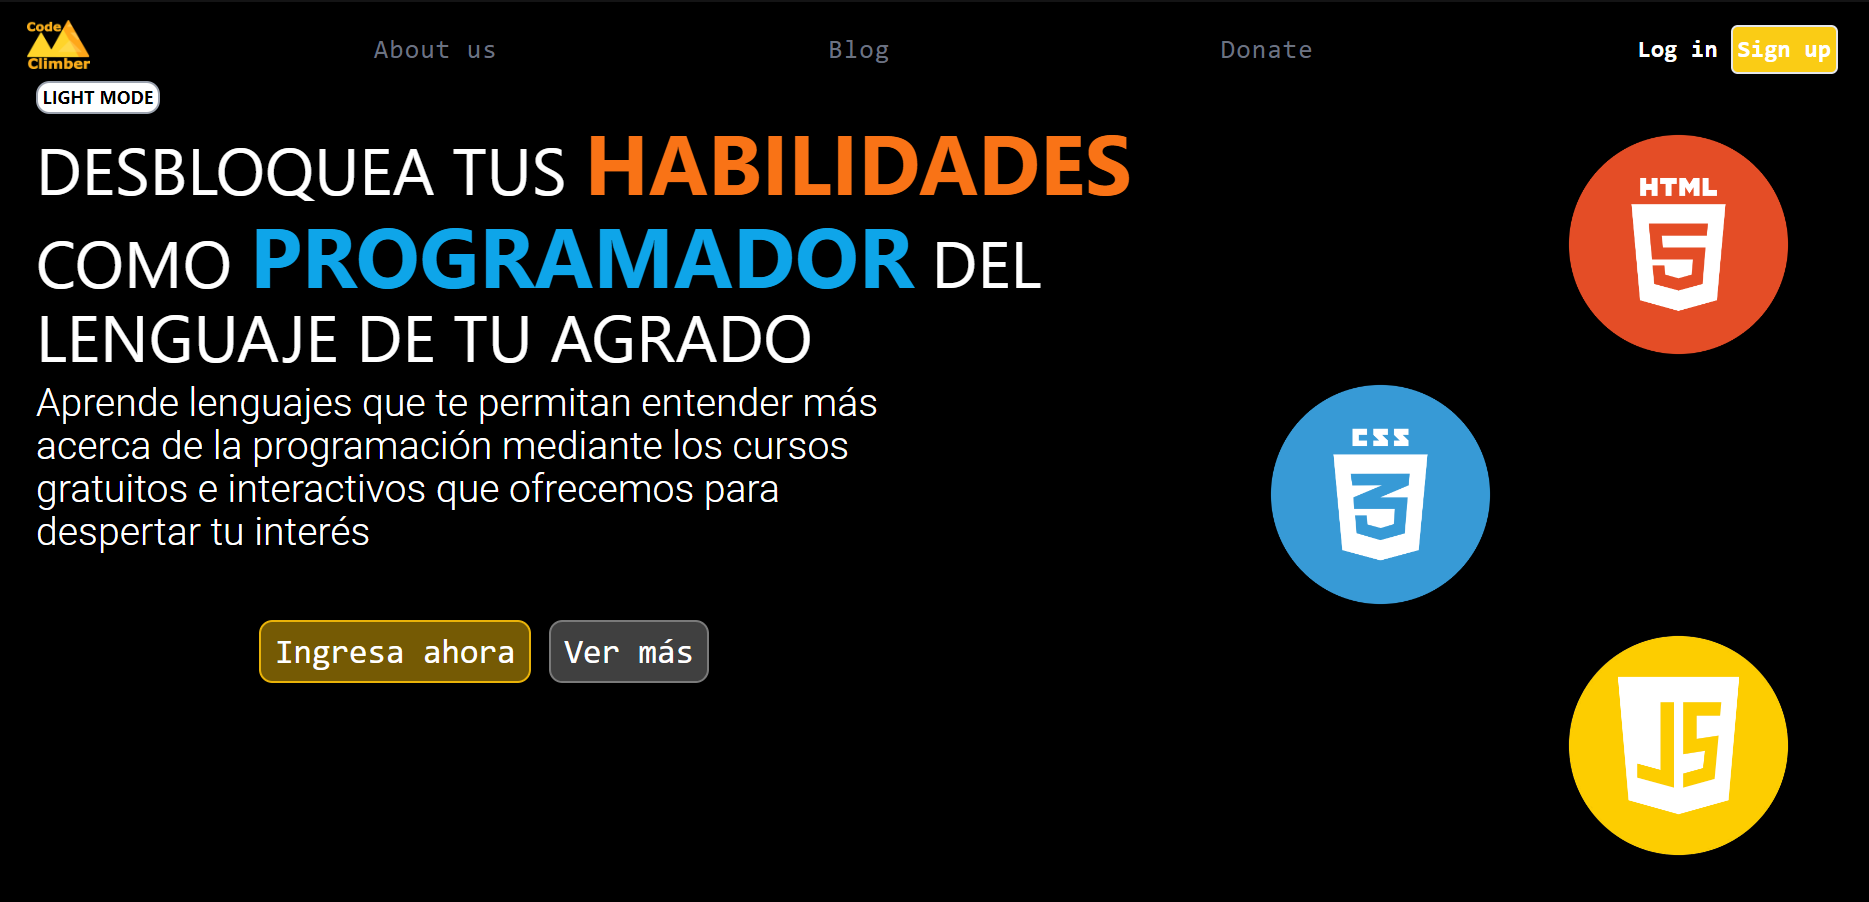 Code
Climber
About us
Blog
Donate
Log in
Sign up
LIGHT MODE
DESBLOQUEA TUS HABILIDADES
COMO PROGRAMADOR DEL
LENGUAJE DE TU AGRADO
Aprende lenguajes que te permitan entender más
acerca de la programación mediante los cursos
gratuitos e interactivos que ofrecemos para
despertar tu interés
Ingresa ahora
Ver más
HTML
5
CSS
3
JS